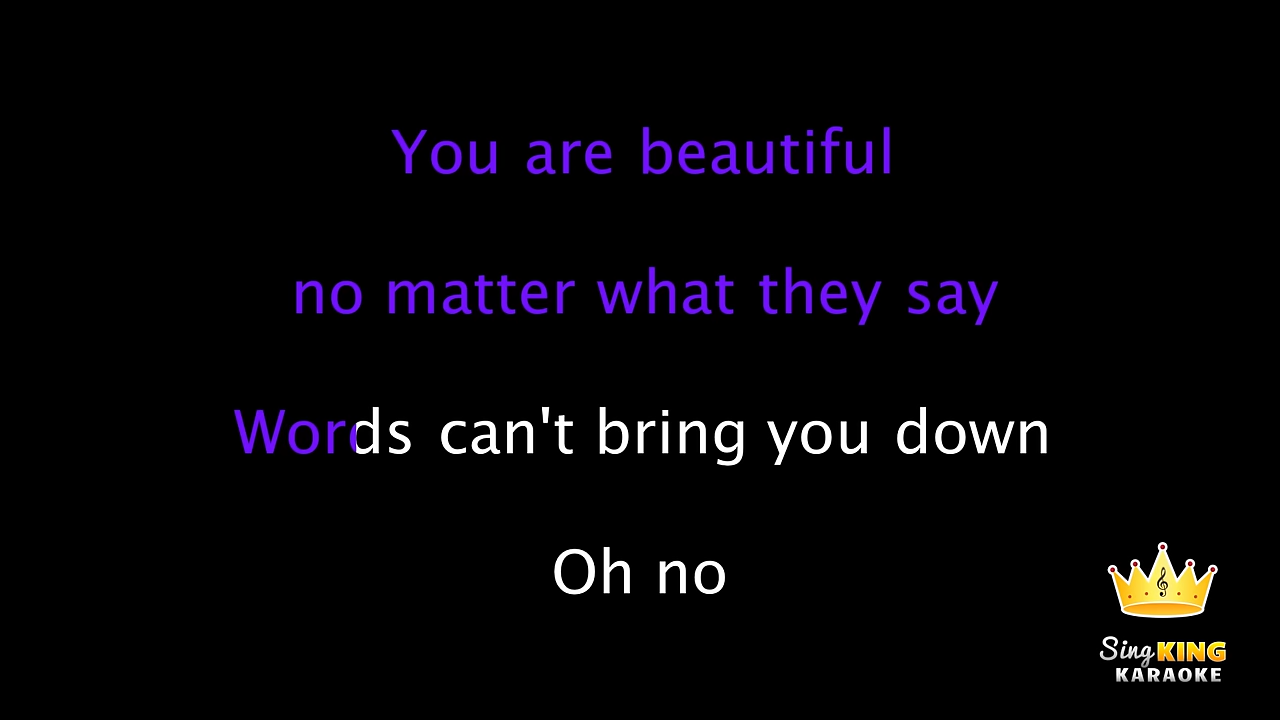 You are beautiful
no matter what they say
Words can't bring you down
Oh no
Sing KING
KARAOKE